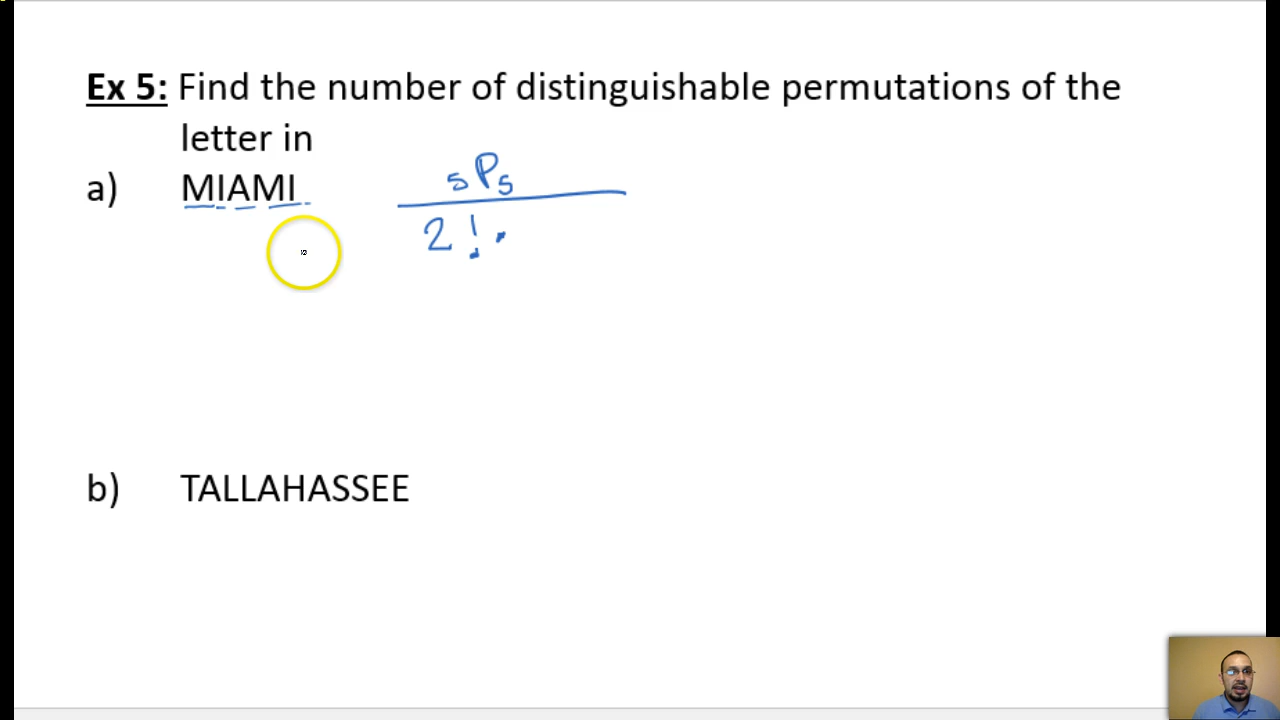 Ex 5: Find the number of distinguishable permutations of the
letter in
a) MIAMI
5P5
2! ·
b) TALLAHASSEE